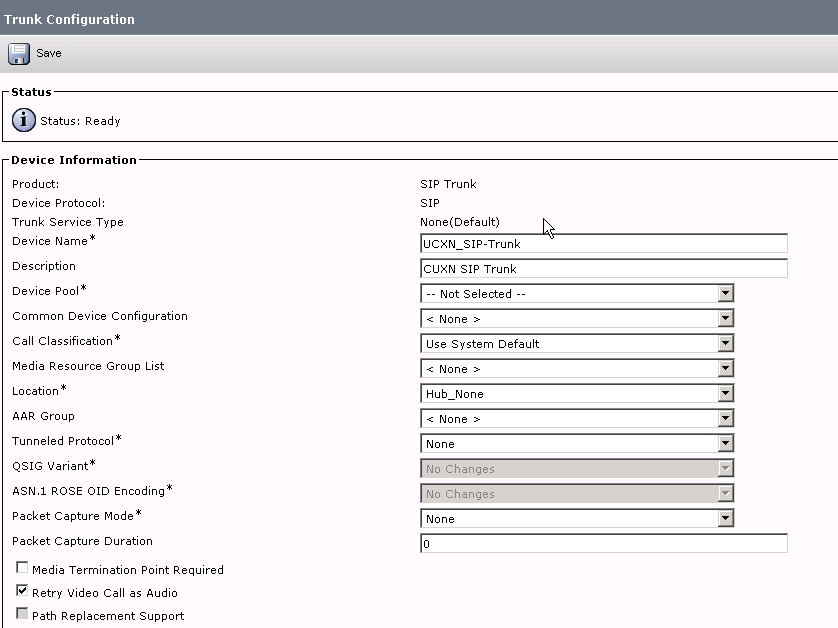 Trunk Configuration
Save
Status
Status: Ready
Device Information
Product: SIP Trunk
Device Protocol: SIP
Trunk Service Type None(Default)
Device Name* UCXN_SIP-Trunk
Description CUXN SIP Trunk
Device Pool* -- Not Selected --
Common Device Configuration < None >
Call Classification* Use System Default
Media Resource Group List < None >
Location* Hub_None
AAR Group < None >
Tunneled Protocol* None
QSIG Variant* No Changes
ASN.1 ROSE OID Encoding* No Changes
Packet Capture Mode* None
Packet Capture Duration 0
Media Termination Point Required
Retry Video Call as Audio
Path Replacement Support